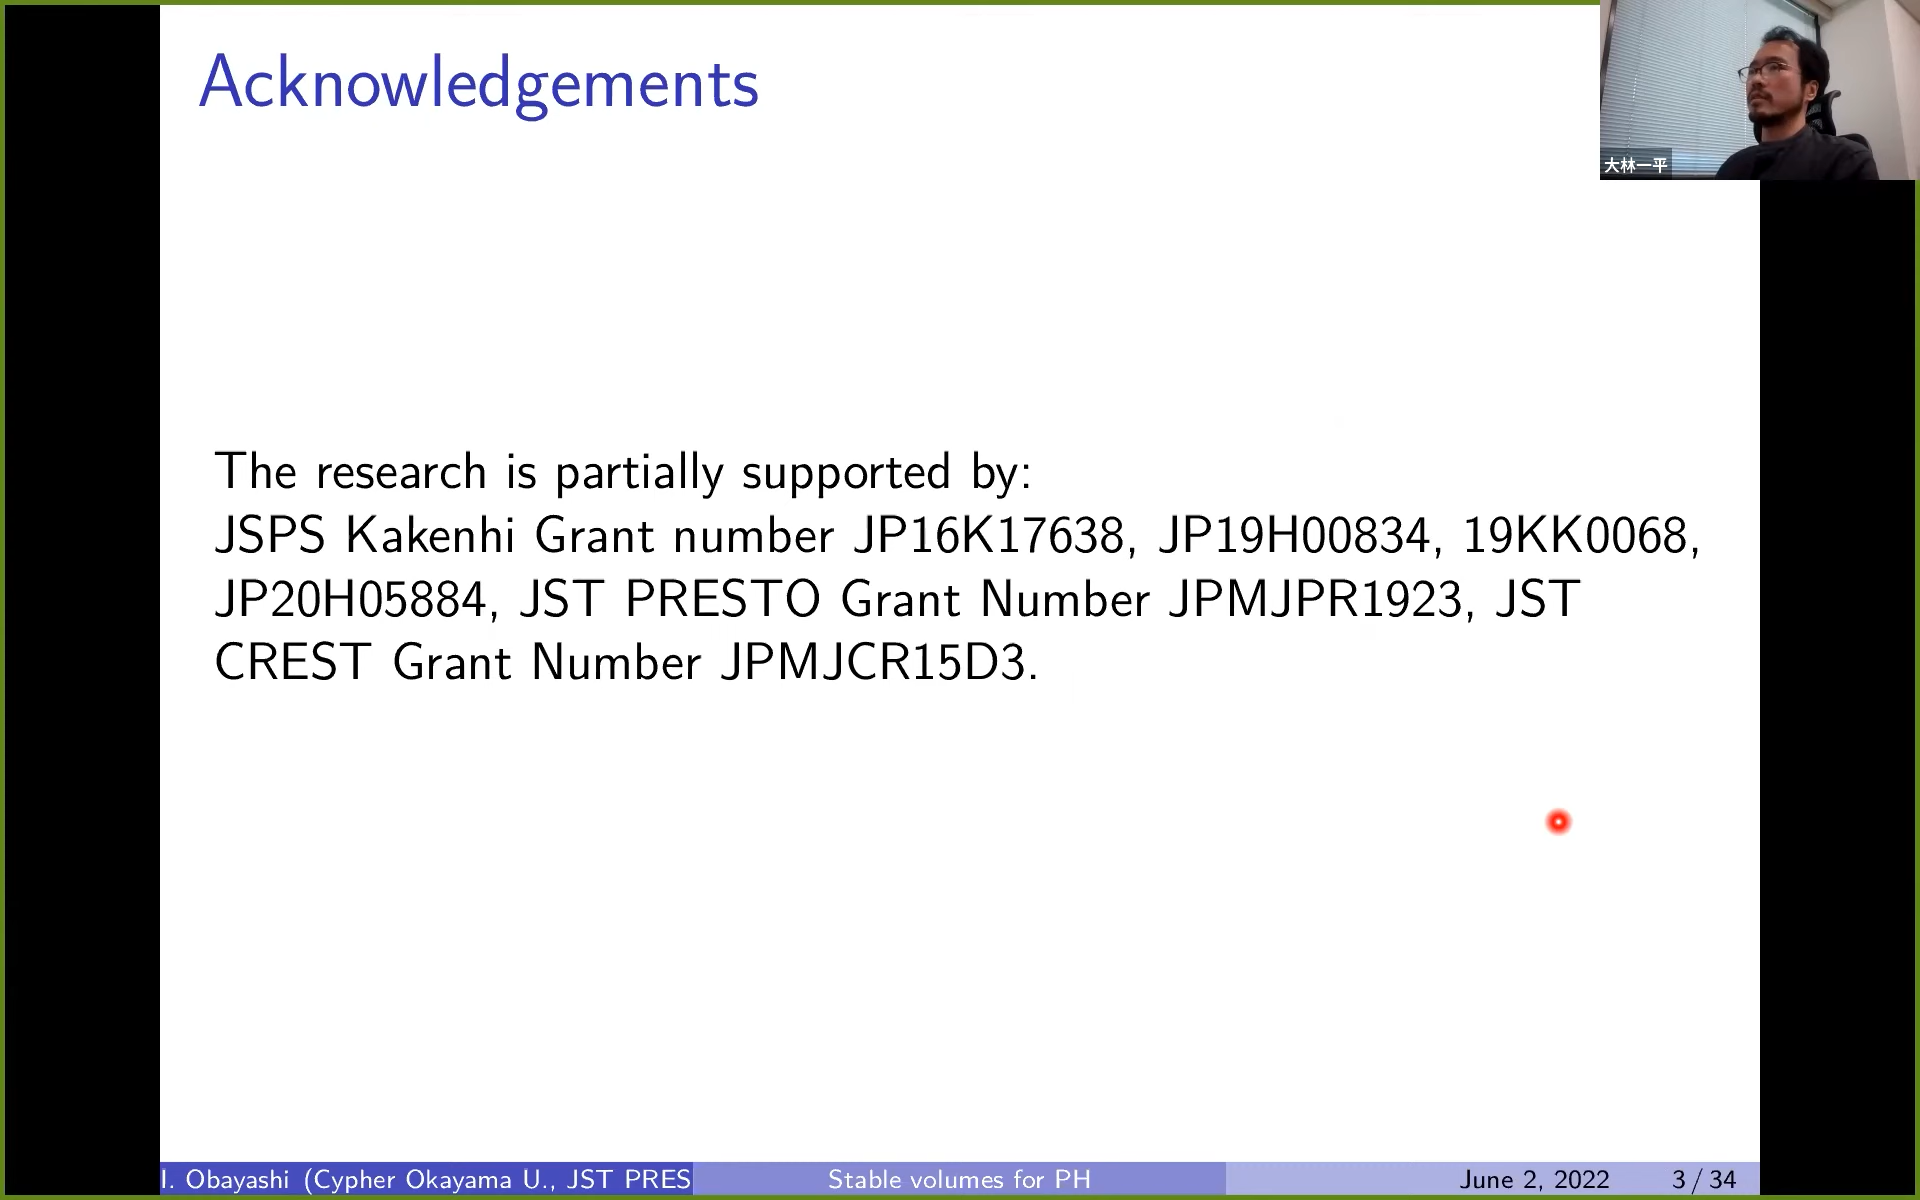 Acknowledgements
大林一平
The research is partially supported by:
JSPS Kakenhi Grant number JP16K17638, JP19H00834, 19KK0068,
JP20H05884, JST PRESTO Grant Number JPMJPR1923, JST
CREST Grant Number JPMJCR15D3.
I. Obayashi (Cypher Okayama U., JST PRES
Stable volumes for PH
June 2, 2022
3 / 34